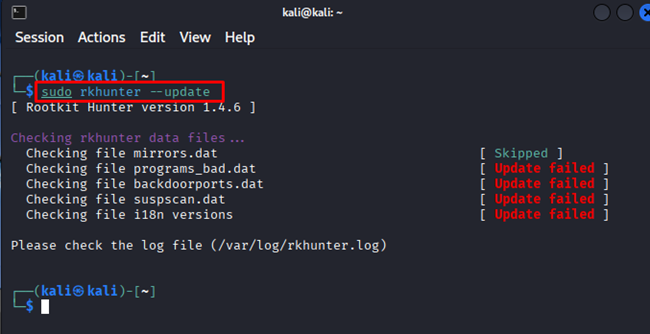 kali@kali: ~
Session Actions Edit View Help
┌──(kali㉿kali)-[~]
└─$ sudo rkhunter --update
[ Rootkit Hunter version 1.4.6 ]
Checking rkhunter data files...
Checking file mirrors.dat [ Skipped ]
Checking file programs_bad.dat [ Update failed ]
Checking file backdoorports.dat [ Update failed ]
Checking file suspscan.dat [ Update failed ]
Checking file i18n versions [ Update failed ]
Please check the log file (/var/log/rkhunter.log)
┌──(kali㉿kali)-[~]
└─$